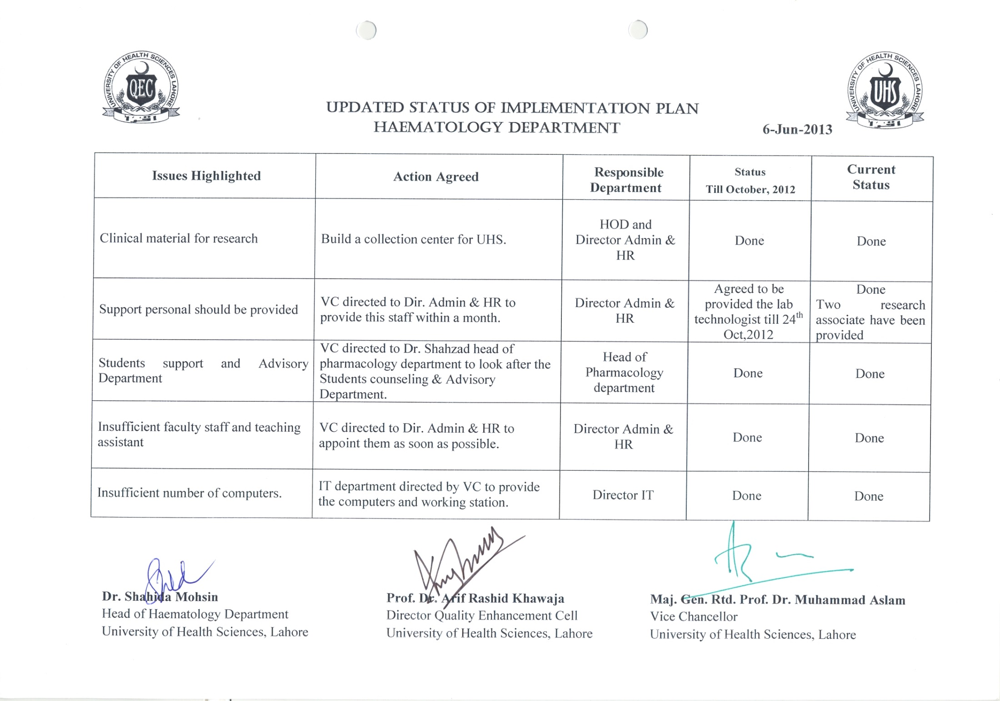 UNIVERSITY OF HEALTH SCIENCES LAHORE
QEC
اقرا
UNIVERSITY OF HEALTH SCIENCES LAHORE
UHS
اقرا
UPDATED STATUS OF IMPLEMENTATION PLAN
HAEMATOLOGY DEPARTMENT
6-Jun-2013
Issues Highlighted
Action Agreed
Responsible
Department
Status
Till October, 2012
Current
Status
Clinical material for research
Build a collection center for UHS.
HOD and
Director Admin &
HR
Done
Done
Support personal should be provided
VC directed to Dir. Admin & HR to
provide this staff within a month.
Director Admin &
HR
Agreed to be
provided the lab
technologist till 24th
Oct,2012
Done
Two research
associate have been
provided
Students support and Advisory
Department
VC directed to Dr. Shahzad head of
pharmacology department to look after the
Students counseling & Advisory
Department.
Head of
Pharmacology
department
Done
Done
Insufficient faculty staff and teaching
assistant
VC directed to Dir. Admin & HR to
appoint them as soon as possible.
Director Admin &
HR
Done
Done
Insufficient number of computers.
IT department directed by VC to provide
the computers and working station.
Director IT
Done
Done
Dr. Shahida Mohsin
Head of Haematology Department
University of Health Sciences, Lahore
Prof. Dr. Arif Rashid Khawaja
Director Quality Enhancement Cell
University of Health Sciences, Lahore
Maj. Gen. Rtd. Prof. Dr. Muhammad Aslam
Vice Chancellor
University of Health Sciences, Lahore